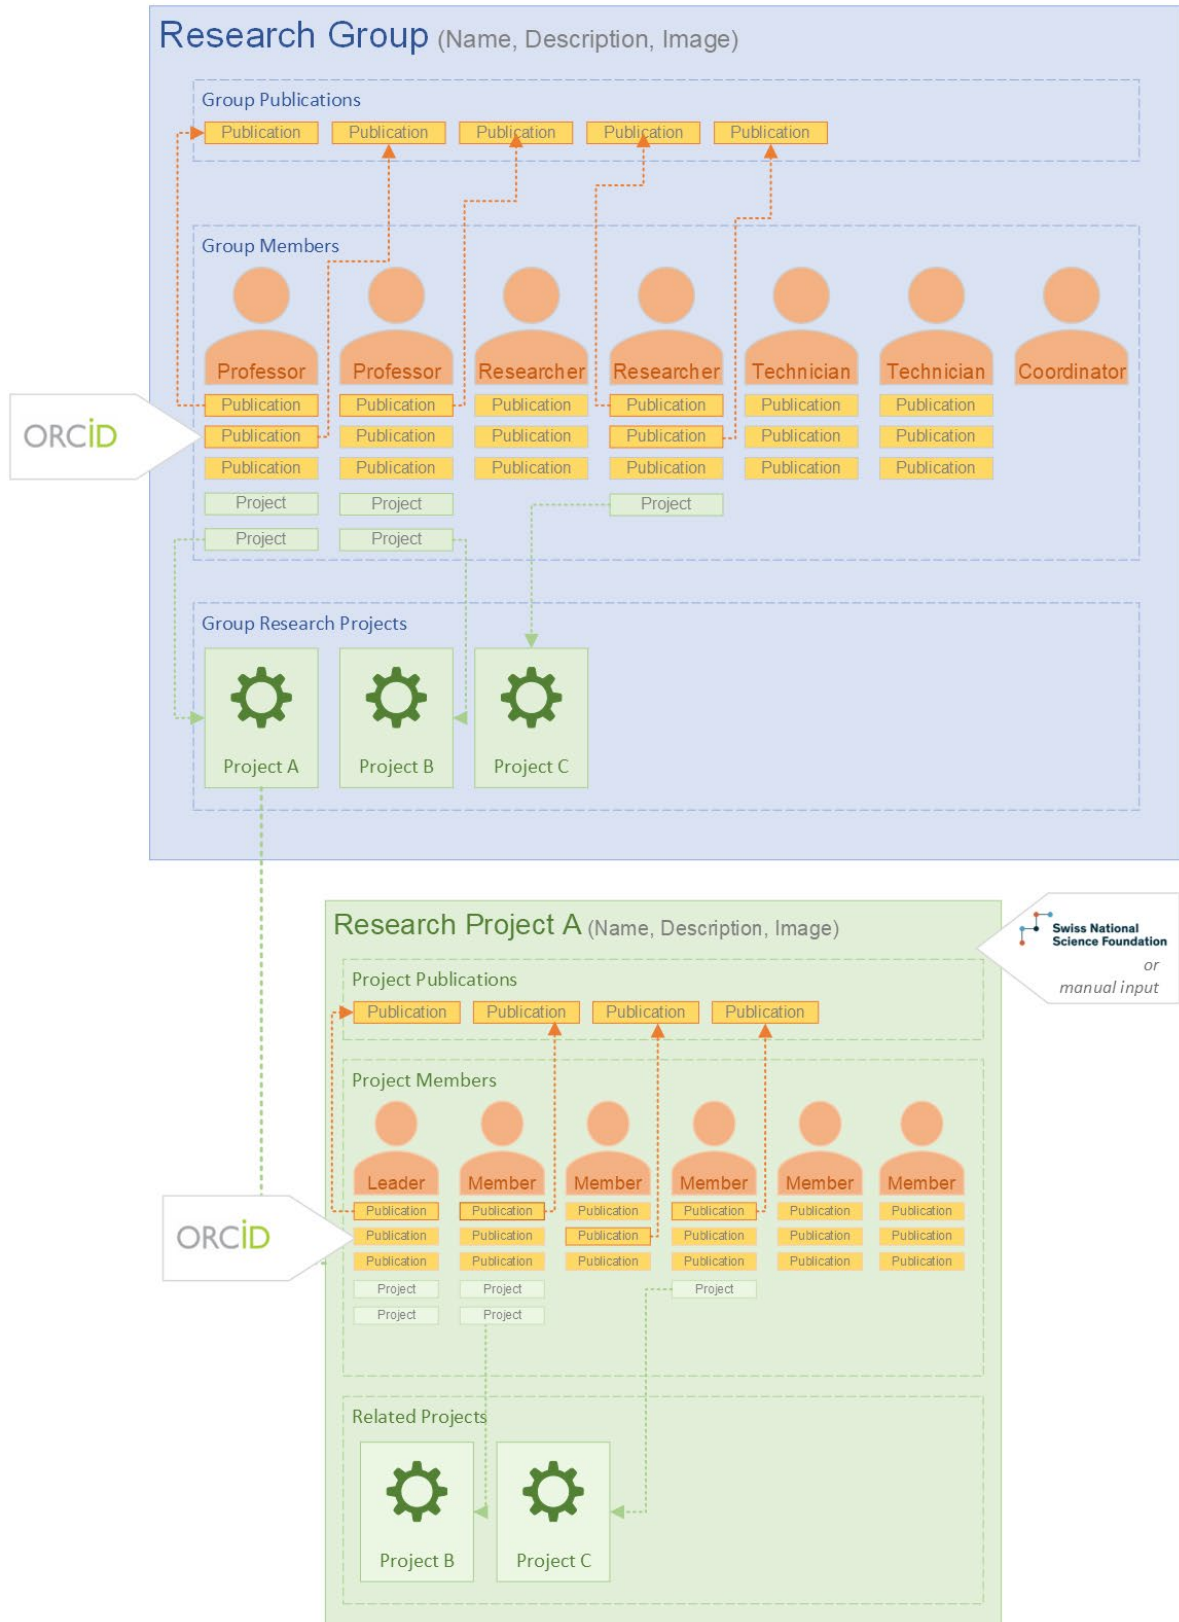 Research Group (Name, Description, Image)
Group Publications
Publication Publication Publication Publication Publication
Group Members
Professor Professor Researcher Researcher Technician Technician Coordinator
Publication Publication Publication Publication Publication Publication
ORCiD
Publication Publication Publication Publication Publication Publication
Publication Publication Publication Publication Publication Publication
Project Project Project
Project Project
Group Research Projects
Project A Project B Project C
Research Project A (Name, Description, Image)
Swiss National
Science Foundation
or
manual input
Project Publications
Publication Publication Publication Publication
Project Members
Leader Member Member Member Member Member
Publication Publication Publication Publication Publication Publication
ORCiD
Publication Publication Publication Publication Publication Publication
Publication Publication Publication Publication Publication Publication
Project Project Project
Project Project
Related Projects
Project B Project C